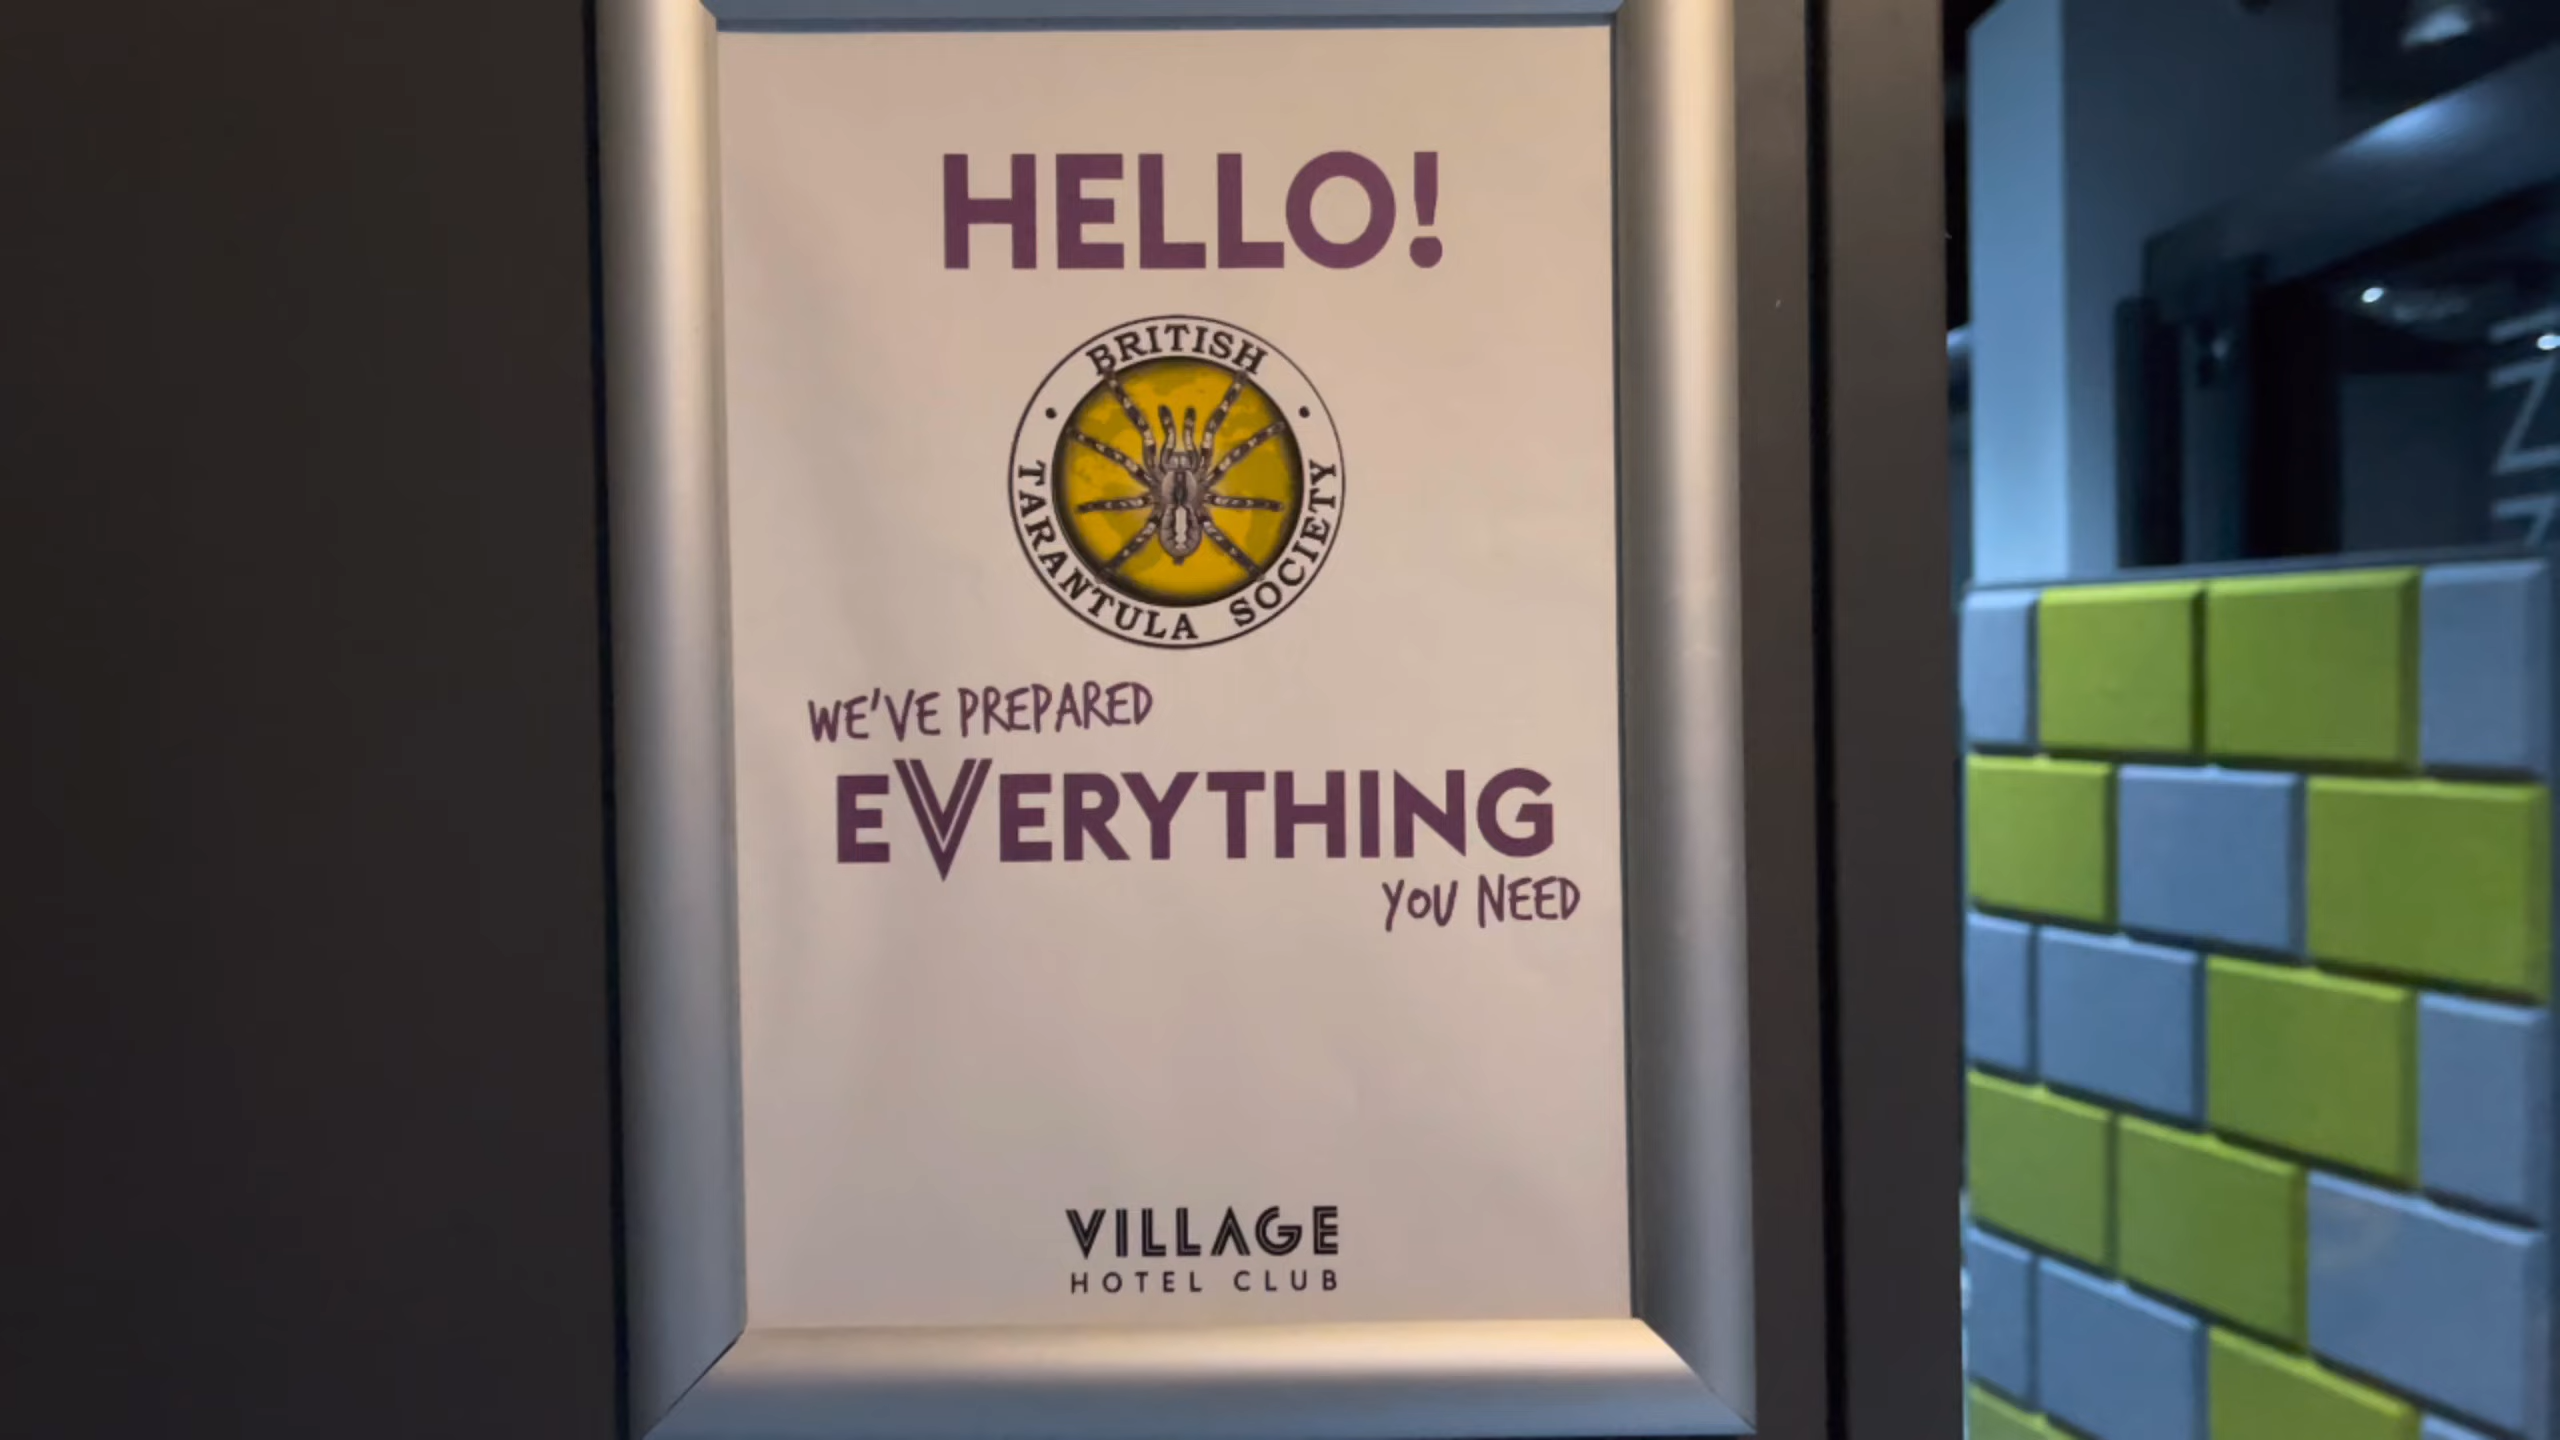 HELLO!
BRITISH
TARANTULA SOCIETY
WE'VE PREPARED
EVERYTHING
YOU NEED
VILLAGE
HOTEL CLUB